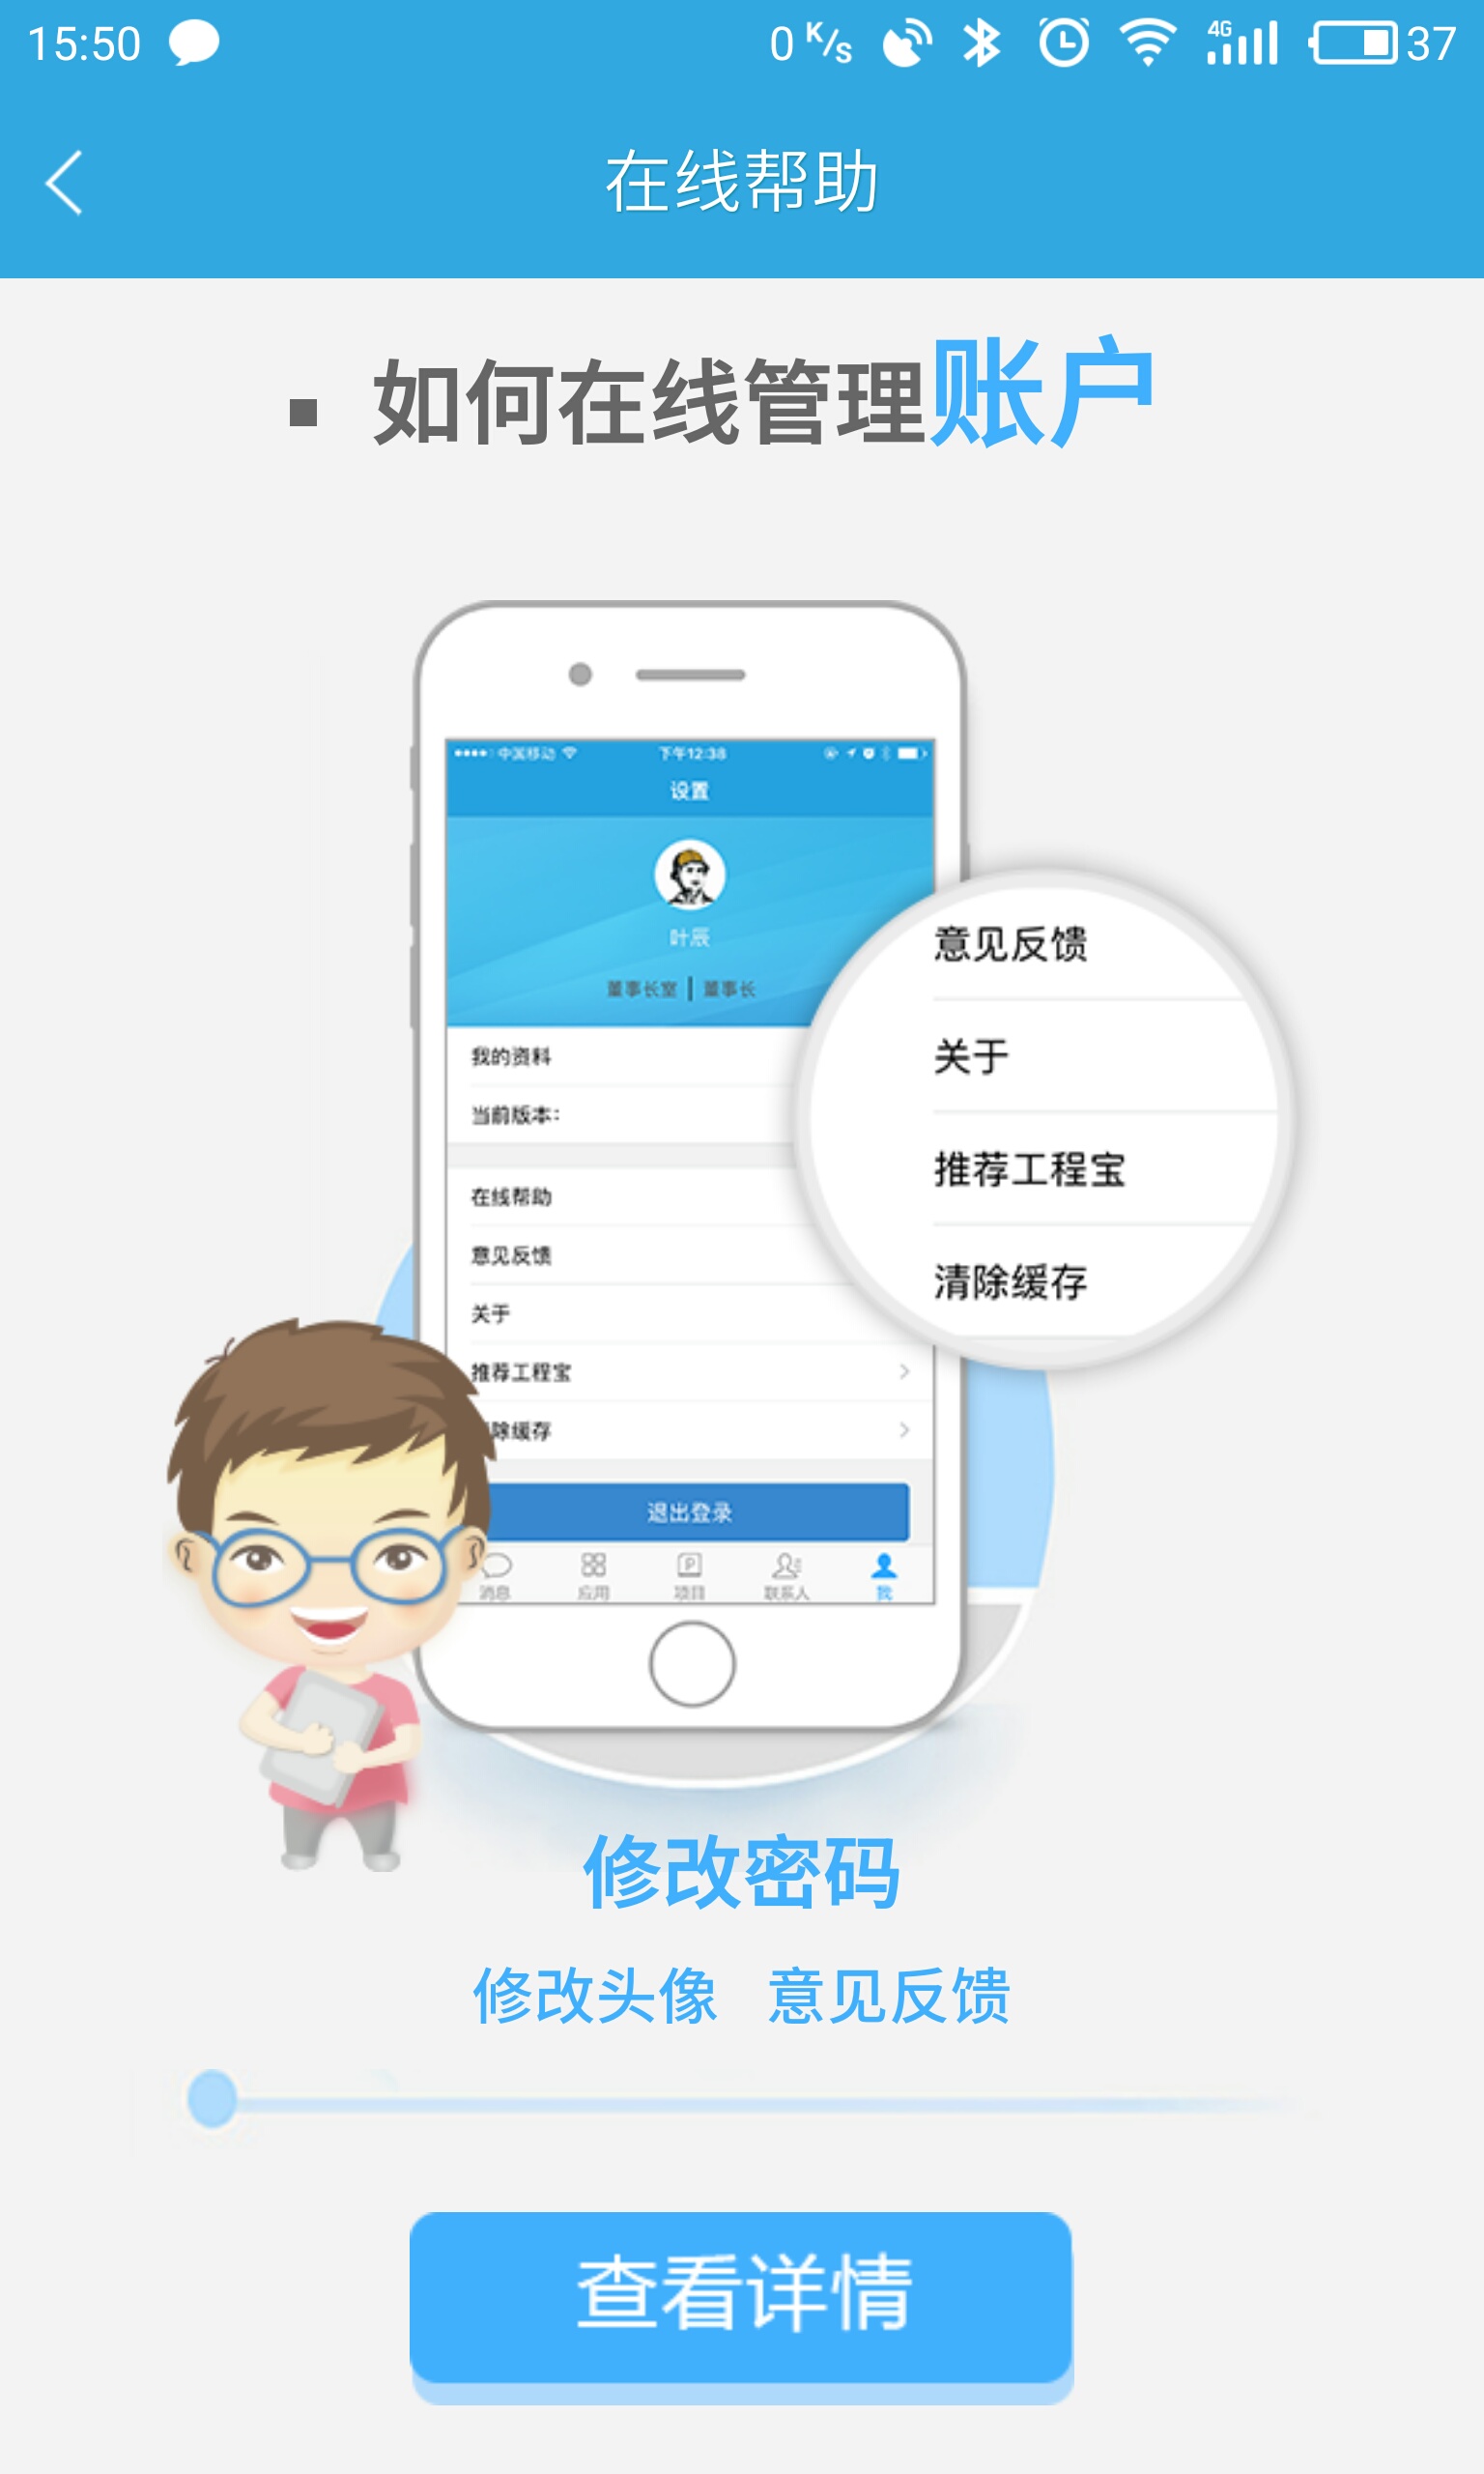 15:50 0 K/s 4G 37
在线帮助
▪ 如何在线管理账户
中国移动 下午12:38
设置
叶辰
董事长室 | 董事长
我的资料
当前版本:
在线帮助
意见反馈
关于
推荐工程宝
除缓存
退出登录
消息 应用 项目 联系人 我
意见反馈
关于
推荐工程宝
清除缓存
修改密码
修改头像 意见反馈
查看详情